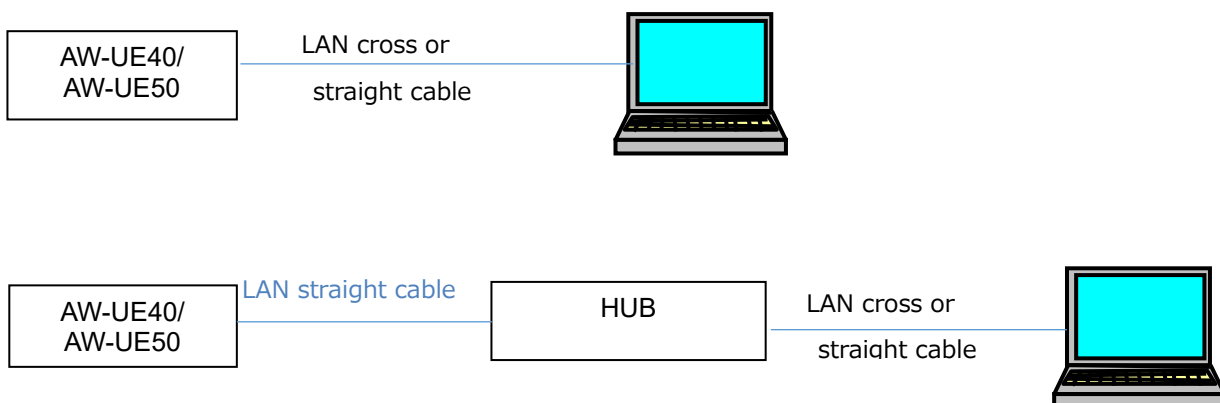 AW-UE40/
AW-UE50
LAN cross or
straight cable
AW-UE40/
AW-UE50
LAN straight cable
HUB
LAN cross or
straight cable